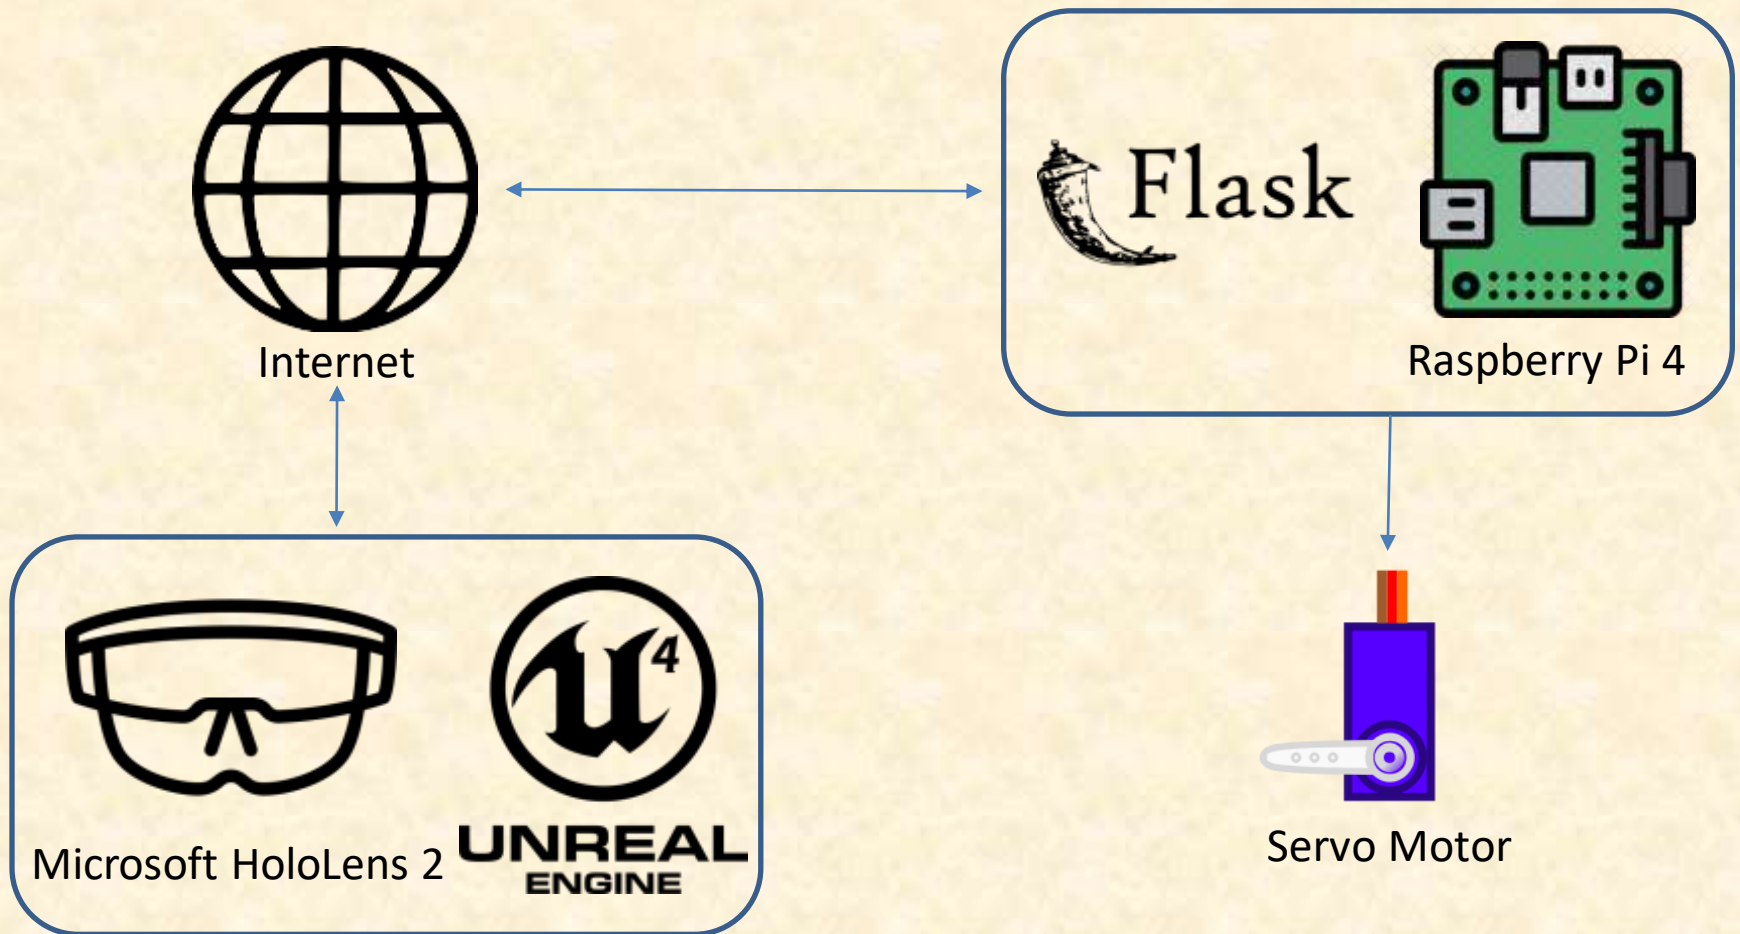 Flask
Internet
Raspberry Pi 4
4
Microsoft HoloLens 2
UNREAL
ENGINE
Servo Motor